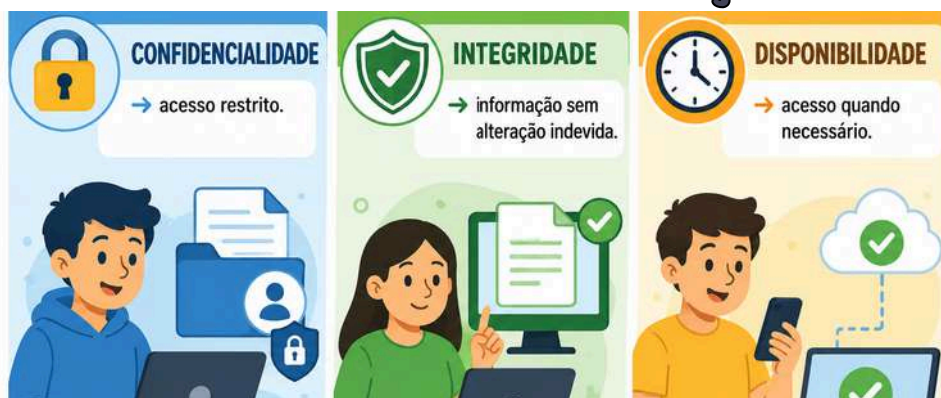 CONFIDENCIALIDADE
→ acesso restrito.
INTEGRIDADE
→ informação sem
alteração indevida.
DISPONIBILIDADE
→ acesso quando
necessário.